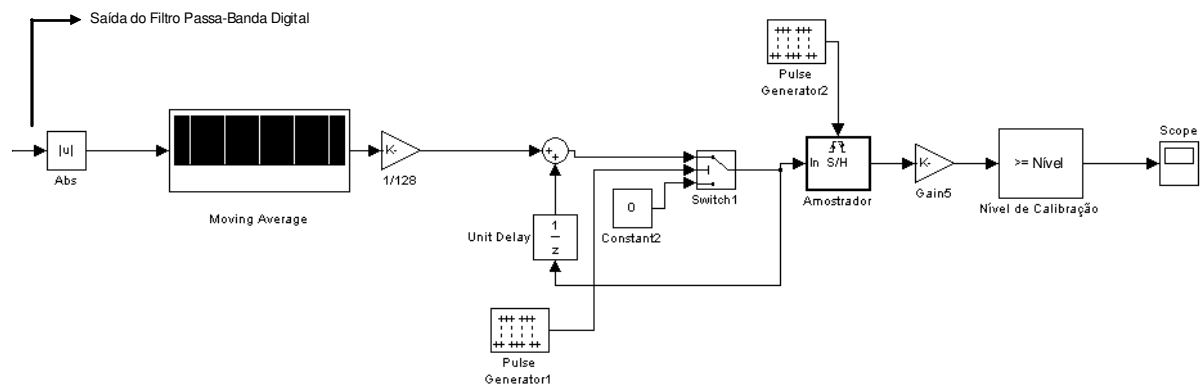 Saída do Filtro Passa-Banda Digital
|u|
Abs
Moving Average
K-
1/128
+
+
1
z
Unit Delay
0
Constant2
Switch1
Pulse
Generator1
Pulse
Generator2
In S/H
Amostrador
K-
Gain5
>= Nível
Nível de Calibração
Scope